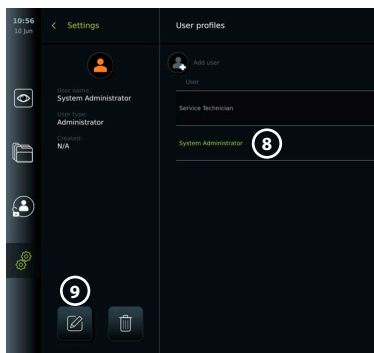 10:56
10 Jun
Settings
User profiles
Add user
User
User name:
System Administrator
User type:
Administrator
Created:
N/A
Service Technician
System Administrator
8
9